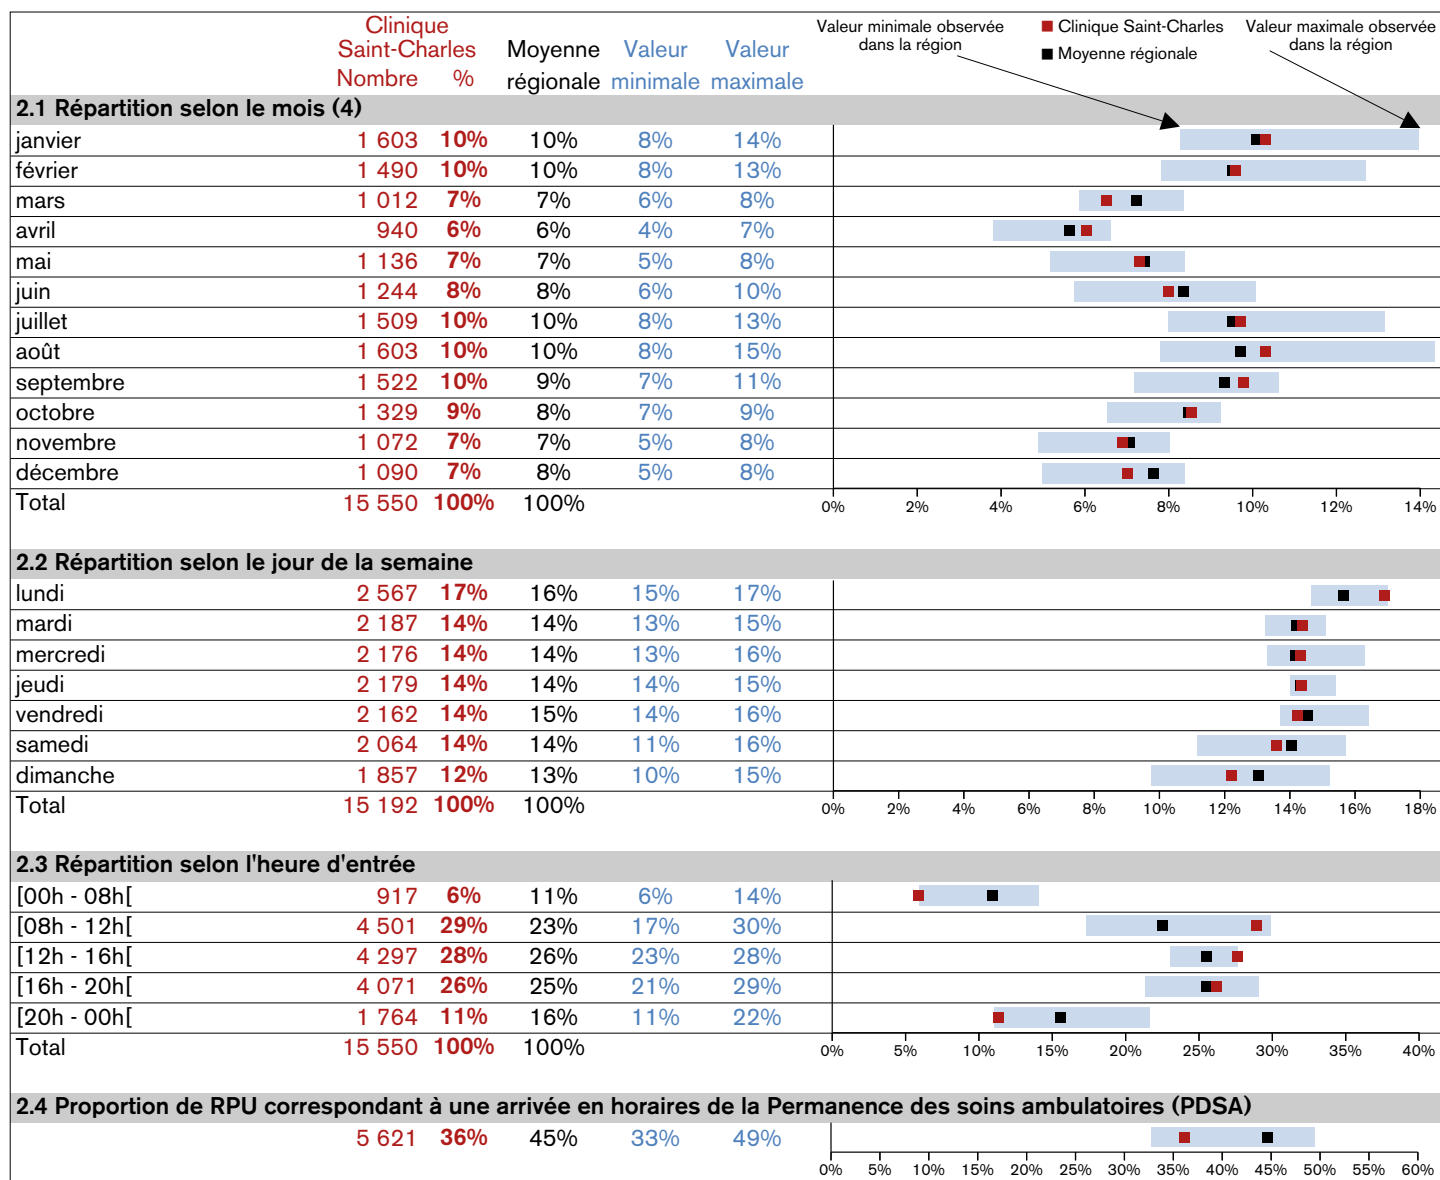 Clinique
Saint-Charles Moyenne Valeur Valeur
Nombre % régionale minimale maximale
Valeur minimale observée
dans la région
Clinique Saint-Charles
Moyenne régionale
Valeur maximale observée
dans la région
2.1 Répartition selon le mois (4)
janvier 1 603 10% 10% 8% 14%
février 1 490 10% 10% 8% 13%
mars 1 012 7% 7% 6% 8%
avril 940 6% 6% 4% 7%
mai 1 136 7% 7% 5% 8%
juin 1 244 8% 8% 6% 10%
juillet 1 509 10% 10% 8% 13%
août 1 603 10% 10% 8% 15%
septembre 1 522 10% 9% 7% 11%
octobre 1 329 9% 8% 7% 9%
novembre 1 072 7% 7% 5% 8%
décembre 1 090 7% 8% 5% 8%
Total 15 550 100% 100%
0% 2% 4% 6% 8% 10% 12% 14%
2.2 Répartition selon le jour de la semaine
lundi 2 567 17% 16% 15% 17%
mardi 2 187 14% 14% 13% 15%
mercredi 2 176 14% 14% 13% 16%
jeudi 2 179 14% 14% 14% 15%
vendredi 2 162 14% 15% 14% 16%
samedi 2 064 14% 14% 11% 16%
dimanche 1 857 12% 13% 10% 15%
Total 15 192 100% 100%
0% 2% 4% 6% 8% 10% 12% 14% 16% 18%
2.3 Répartition selon l'heure d'entrée
[00h - 08h[ 917 6% 11% 6% 14%
[08h - 12h[ 4 501 29% 23% 17% 30%
[12h - 16h[ 4 297 28% 26% 23% 28%
[16h - 20h[ 4 071 26% 25% 21% 29%
[20h - 00h[ 1 764 11% 16% 11% 22%
Total 15 550 100% 100%
0% 5% 10% 15% 20% 25% 30% 35% 40%
2.4 Proportion de RPU correspondant à une arrivée en horaires de la Permanence des soins ambulatoires (PDSA)
5 621 36% 45% 33% 49%
0% 5% 10% 15% 20% 25% 30% 35% 40% 45% 50% 55% 60%